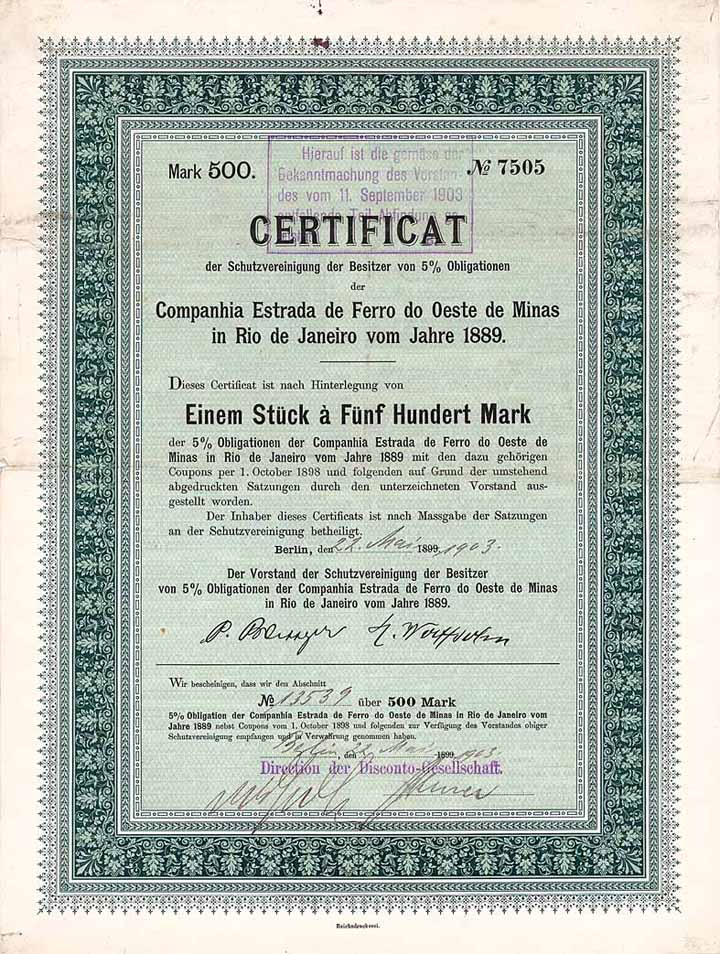 Mark 500.
№ 7505
Hierauf ist die gemäss der
Bekanntmachung des Vorstan-
des vom 11. September 1903
CERTIFICAT
der Schutzvereinigung der Besitzer von 5% Obligationen
der
Companhia Estrada de Ferro do Oeste de Minas
in Rio de Janeiro vom Jahre 1889.
Dieses Certificat ist nach Hinterlegung von
Einem Stück à Fünf Hundert Mark
der 5% Obligationen der Companhia Estrada de Ferro do Oeste de
Minas in Rio de Janeiro vom Jahre 1889 mit den dazu gehörigen
Coupons per 1. October 1898 und folgenden auf Grund der umstehend
abgedruckten Satzungen durch den unterzeichneten Vorstand aus-
gestellt worden.
Der Inhaber dieses Certificats ist nach Massgabe der Satzungen
an der Schutzvereinigung betheiligt.
Berlin, den 22. Mai 1899 1903.
Der Vorstand der Schutzvereinigung der Besitzer
von 5% Obligationen der Companhia Estrada de Ferro do Oeste de Minas
in Rio de Janeiro vom Jahre 1889.
Wir bescheinigen, dass wir den Abschnitt
№ 13539 über 500 Mark
5% Obligation der Companhia Estrada de Ferro do Oeste de Minas in Rio de Janeiro vom
Jahre 1889 nebst Coupons vom 1. October 1898 und folgenden zur Verfügung des Vorstandes obiger
Schutzvereinigung empfangen und in Verwahrung genommen haben.
Berlin, den 22. Mai 1899 1903.
Direction der Disconto-Gesellschaft.
Reichsdruckerei.